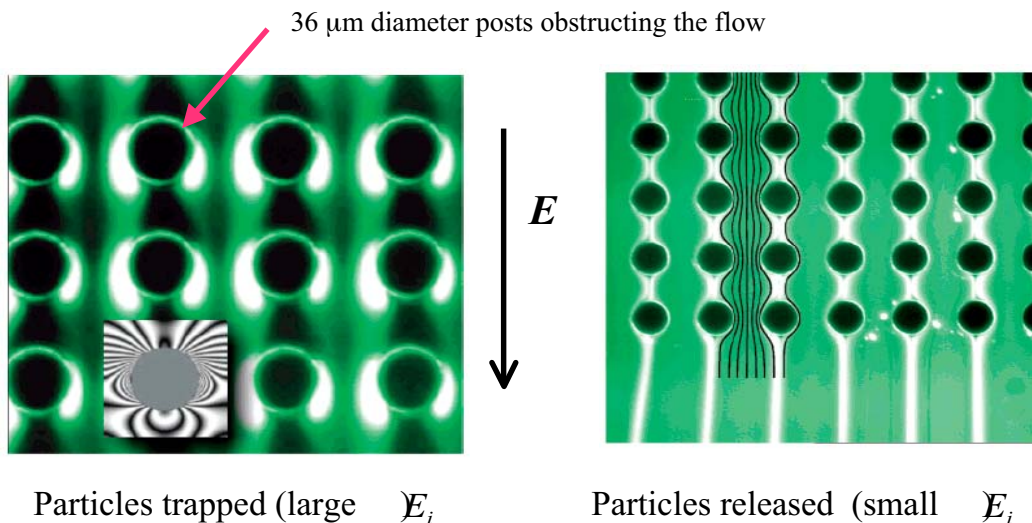 36 µm diameter posts obstructing the flow
E
Particles trapped (large )E_i
Particles released (small )E_i